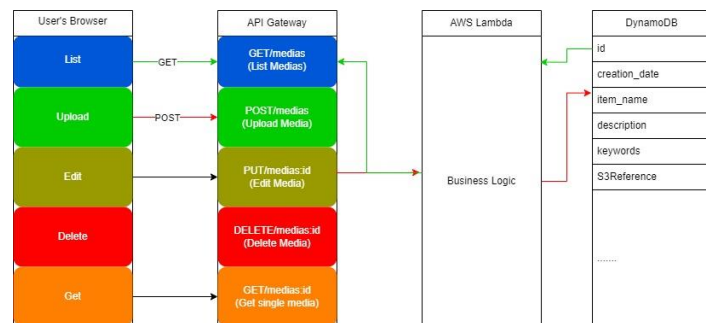 User's Browser
API Gateway
AWS Lambda
DynamoDB
List
GET
GET/medias
(List Medias)
id
creation_date
Upload
POST
POST/medias
(Upload Media)
item_name
description
keywords
Edit
PUT/medias:id
(Edit Media)
Business Logic
S3Reference
Delete
DELETE/medias:id
(Delete Media)
.......
Get
GET/medias:id
(Get single media)